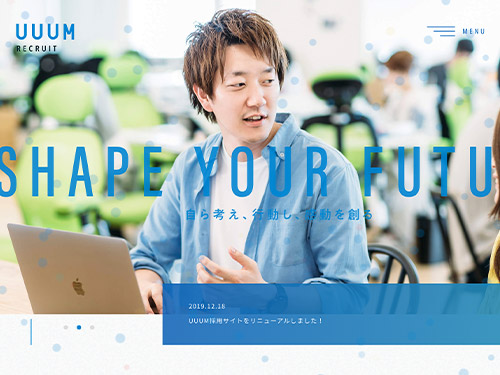 UUUM
RECRUIT
MENU
SHAPE YOUR FUTU
自ら考え、行動し、感動を創る
2019.12.18
UUUM採用サイトをリニューアルしました！